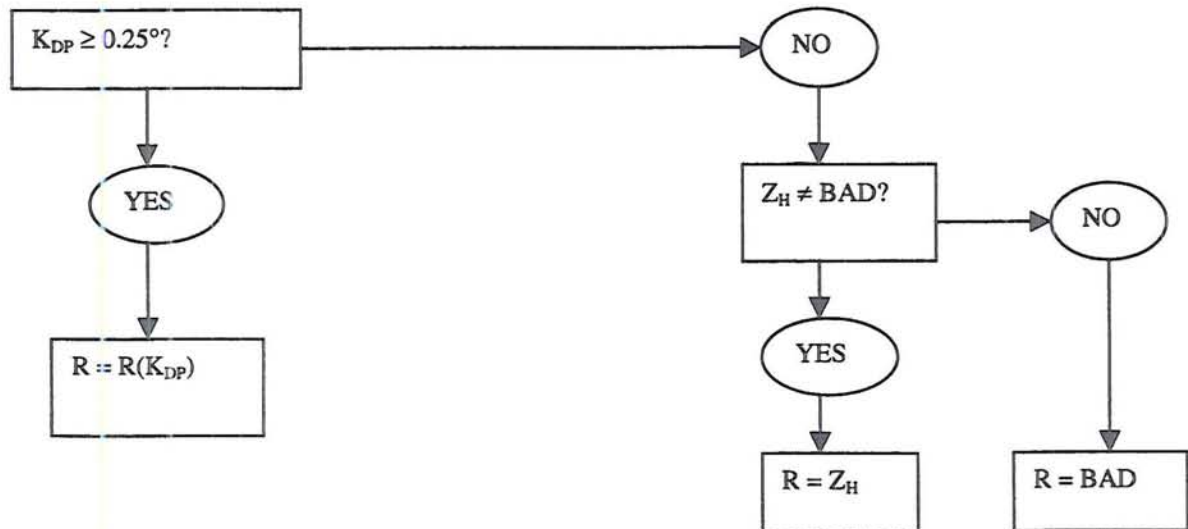 K_DP ≥ 0.25°?
NO
YES
Z_H ≠ BAD?
NO
R = R(K_DP)
YES
R = Z_H
R = BAD